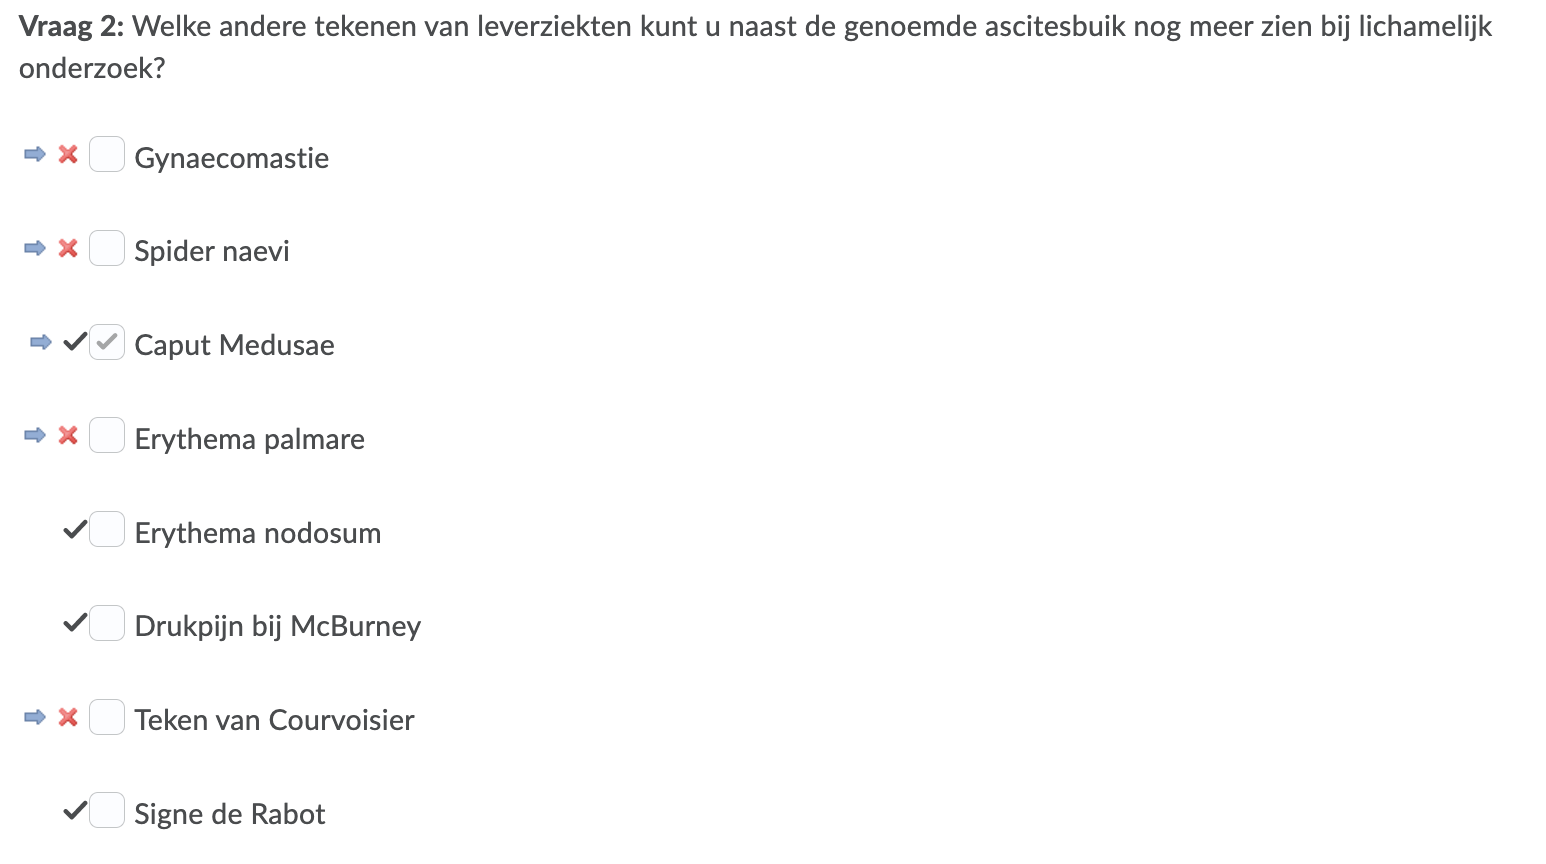 Vraag 2: Welke andere tekenen van leverziekten kunt u naast de genoemde ascitesbuik nog meer zien bij lichamelijk
onderzoek?
Gynaecomastie
Spider naevi
Caput Medusae
Erythema palmare
Erythema nodosum
Drukpijn bij McBurney
Teken van Courvoisier
Signe de Rabot